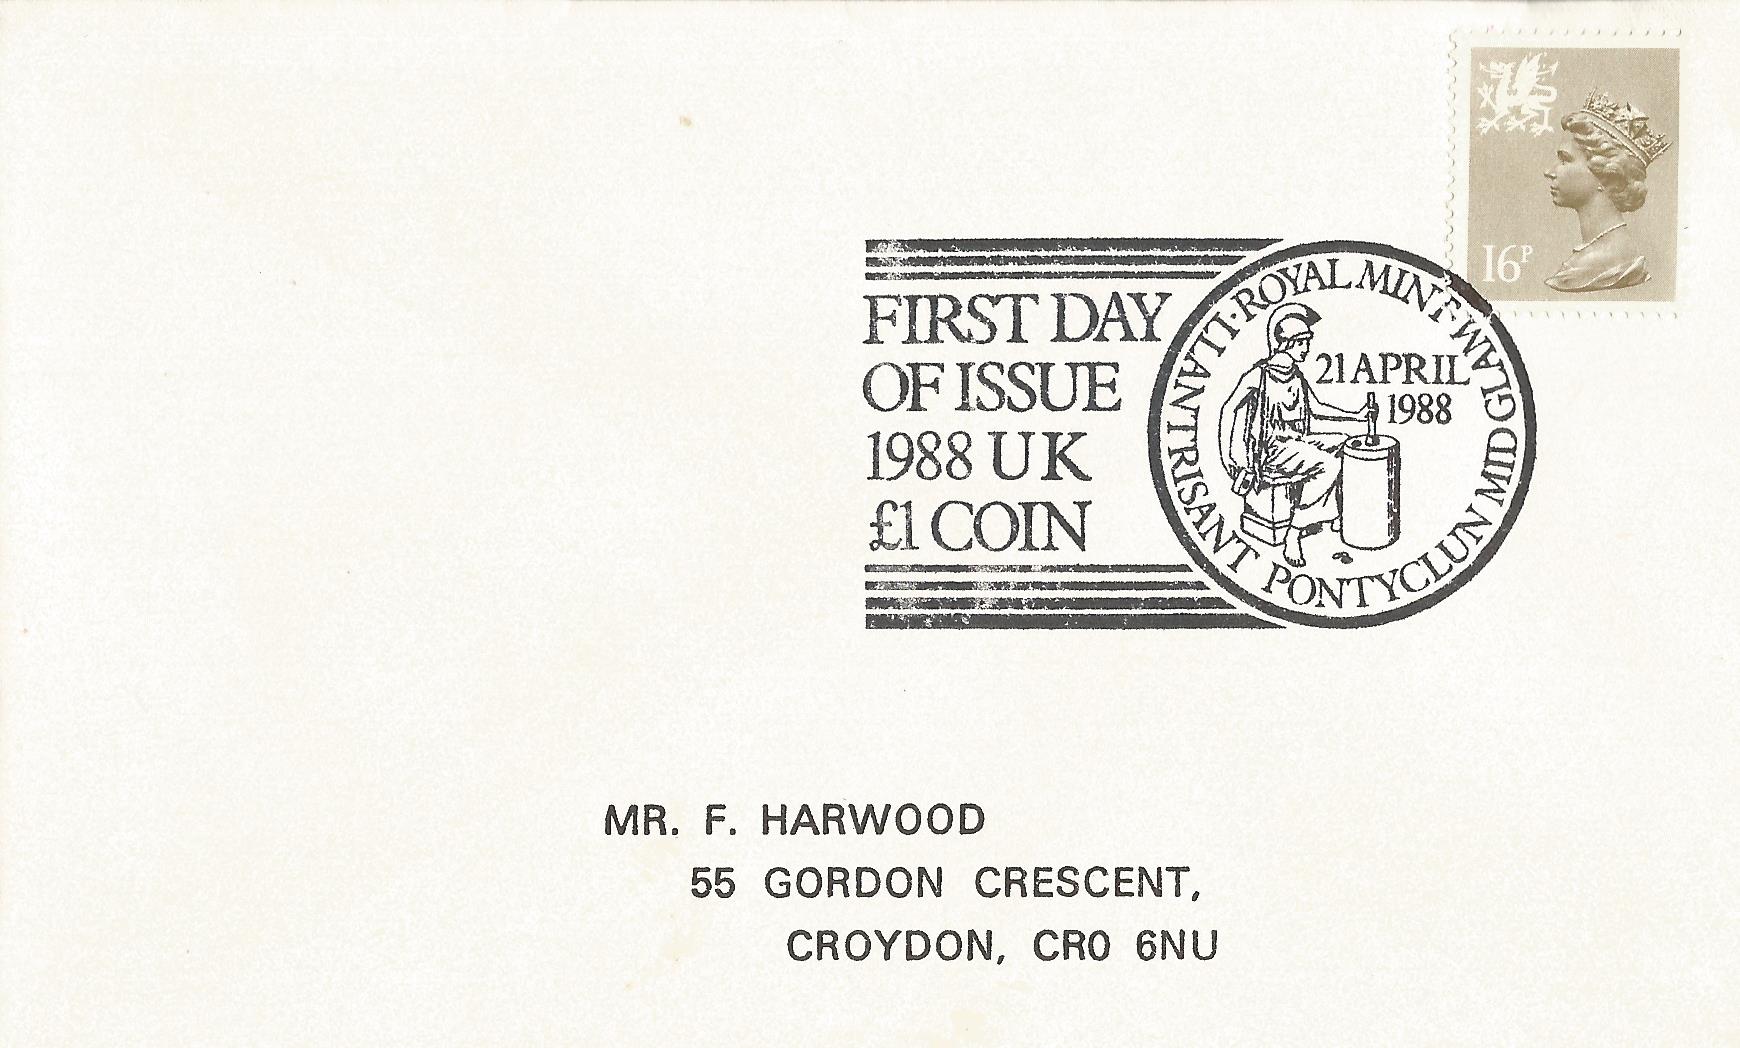 16P
FIRST DAY
OF ISSUE
1988 UK
£1 COIN
LLANTRISANT PONTYCLUN MID GLAM
ROYAL MINT
21 APRIL
1988
MR. F. HARWOOD
55 GORDON CRESCENT,
CROYDON, CR0 6NU